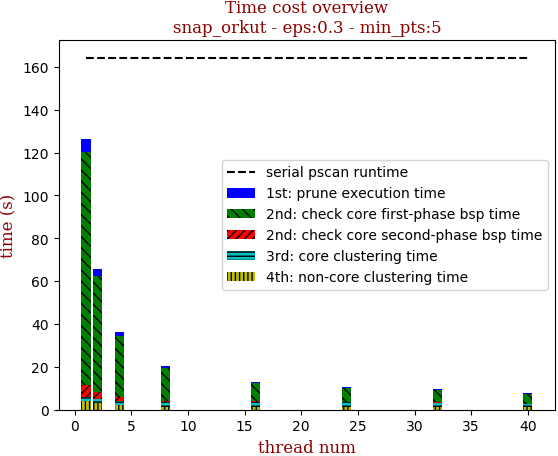 Time cost overview
snap_orkut - eps:0.3 - min_pts:5
160
140
120
100
80
60
40
20
0
time (s)
serial pscan runtime
1st: prune execution time
2nd: check core first-phase bsp time
2nd: check core second-phase bsp time
3rd: core clustering time
4th: non-core clustering time
0 5 10 15 20 25 30 35 40
thread num